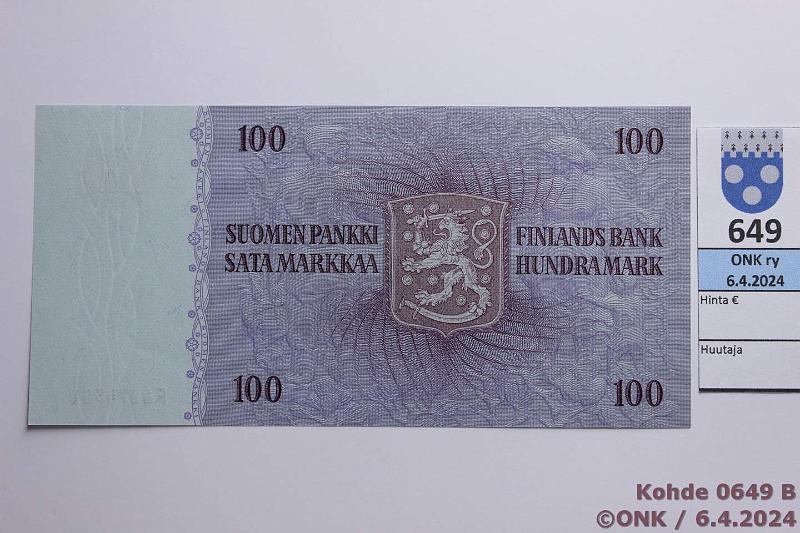 100
100
SUOMEN PANKKI
SATA MARKKAA
FINLANDS BANK
HUNDRA MARK
100
100
649
ONK ry
6.4.2024
Hinta €
Huutaja
Kohde 0649 B
©ONK / 6.4.2024